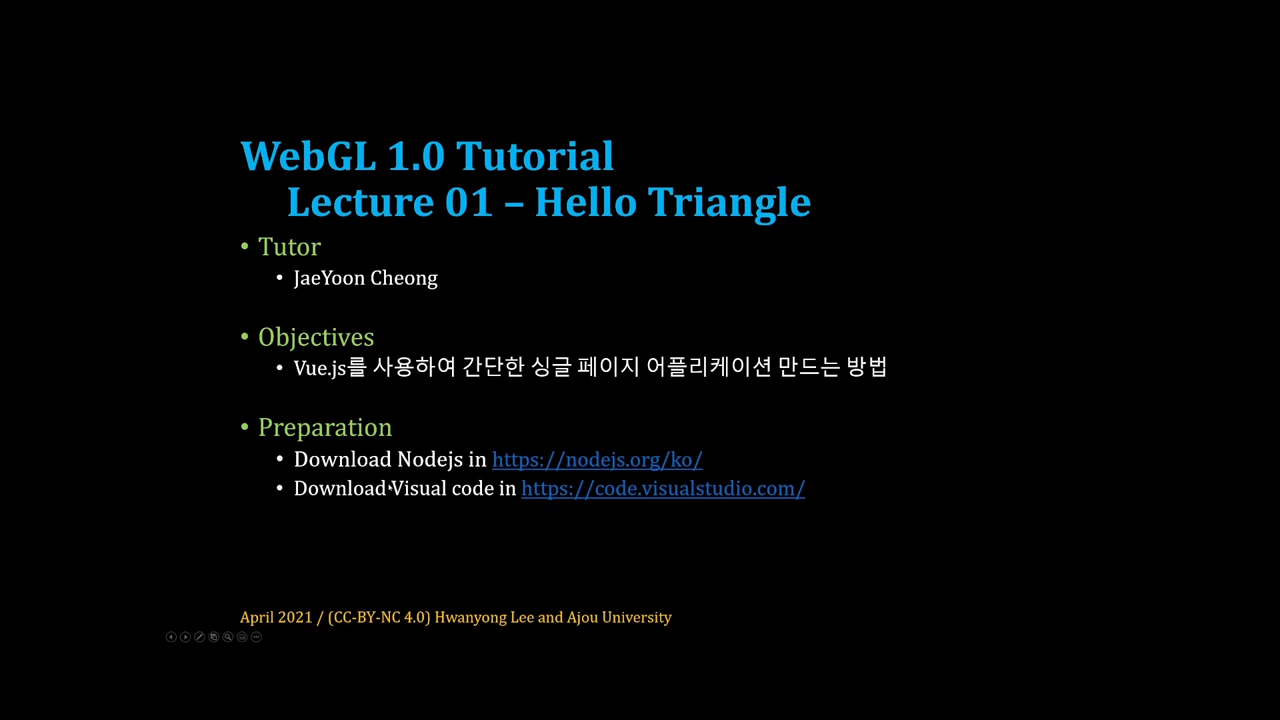 WebGL 1.0 Tutorial
Lecture 01 – Hello Triangle
• Tutor
• JaeYoon Cheong
• Objectives
• Vue.js를 사용하여 간단한 싱글 페이지 어플리케이션 만드는 방법
• Preparation
• Download Nodejs in https://nodejs.org/ko/
• Download Visual code in https://code.visualstudio.com/
April 2021 / (CC-BY-NC 4.0) Hwanyong Lee and Ajou University